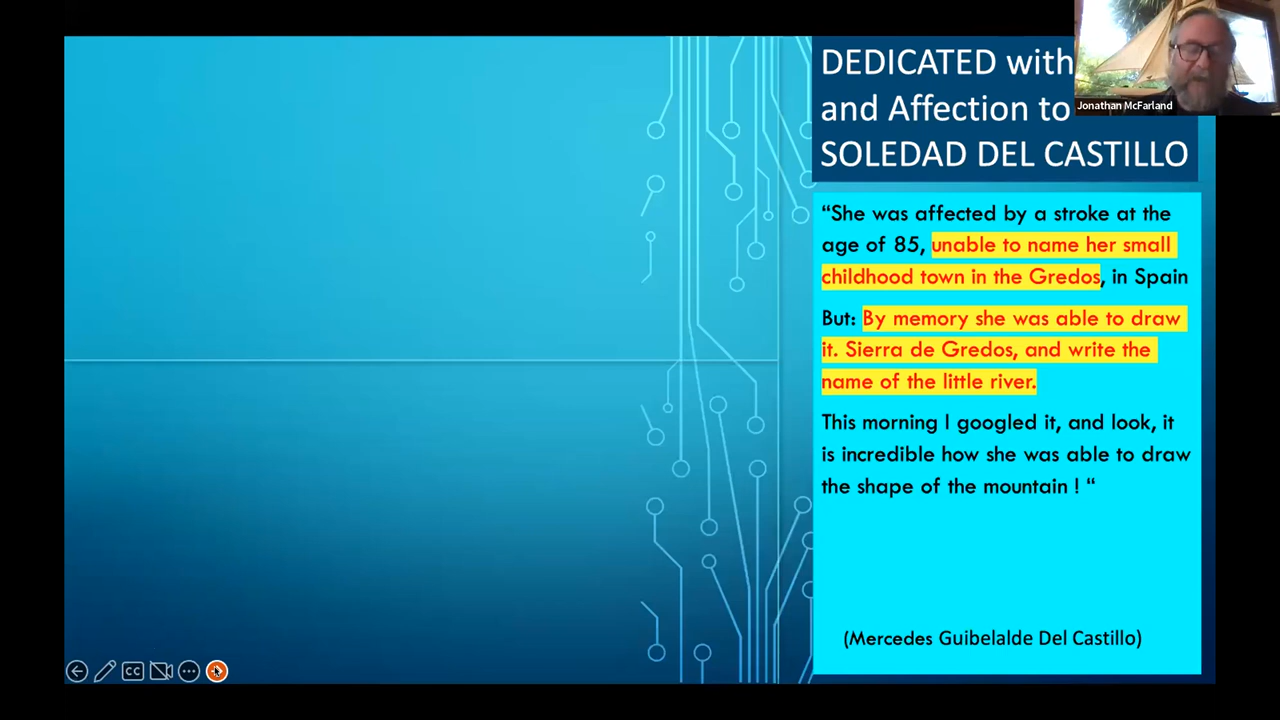 DEDICATED with
and Affection to
SOLEDAD DEL CASTILLO
Jonathan McFarland
“She was affected by a stroke at the
age of 85, unable to name her small
childhood town in the Gredos, in Spain
But: By memory she was able to draw
it. Sierra de Gredos, and write the
name of the little river.
This morning I googled it, and look, it
is incredible how she was able to draw
the shape of the mountain ! “
(Mercedes Guibelalde Del Castillo)
CC